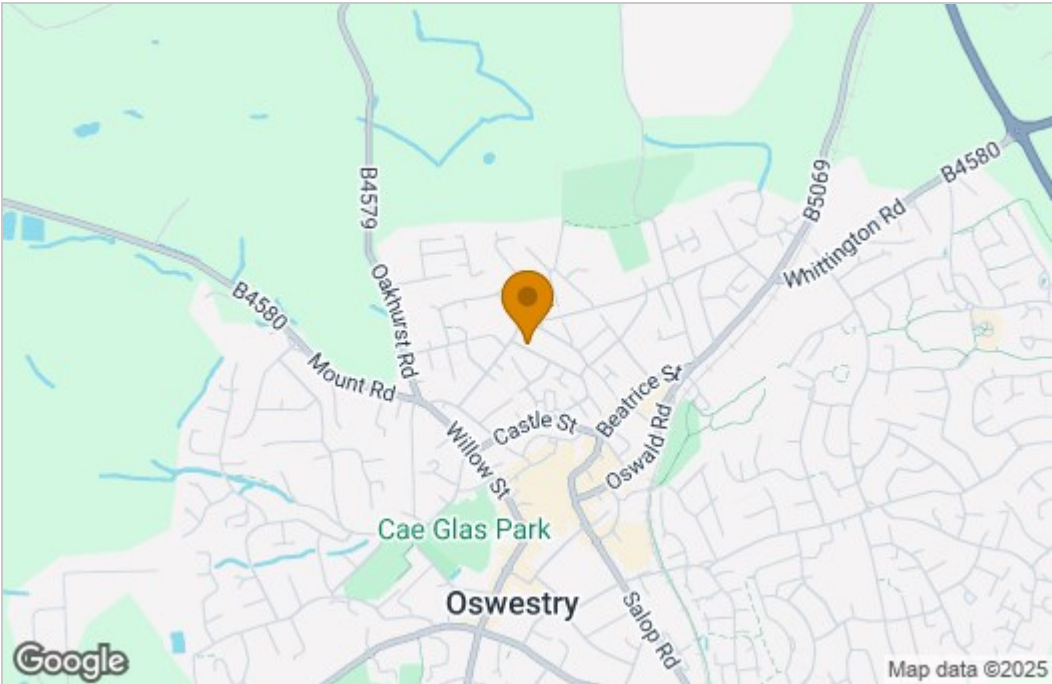 B4580
B5069
B4579
Whittington Rd
Oakhurst Rd
B4580
Mount Rd
Beatrice St
Castle St
Willow St
Oswald Rd
Cae Glas Park
Oswestry
Salop Rd
Google
Map data ©2025